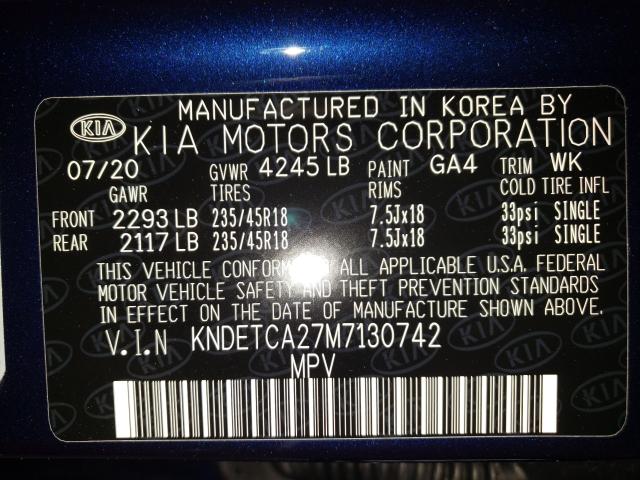 MANUFACTURED IN KOREA BY
KIA KIA MOTORS CORPORATION
07/20 GVWR 4245 LB PAINT GA4 TRIM WK
GAWR TIRES RIMS COLD TIRE INFL
FRONT 2293 LB 235/45R18 7.5Jx18 33psi SINGLE
REAR 2117 LB 235/45R18 7.5Jx18 33psi SINGLE
THIS VEHICLE CONFORMS TO ALL APPLICABLE U.S.A. FEDERAL
MOTOR VEHICLE SAFETY AND THEFT PREVENTION STANDARDS
IN EFFECT ON THE DATE OF MANUFACTURE SHOWN ABOVE.
V.I.N KNDETCA27M7130742
MPV